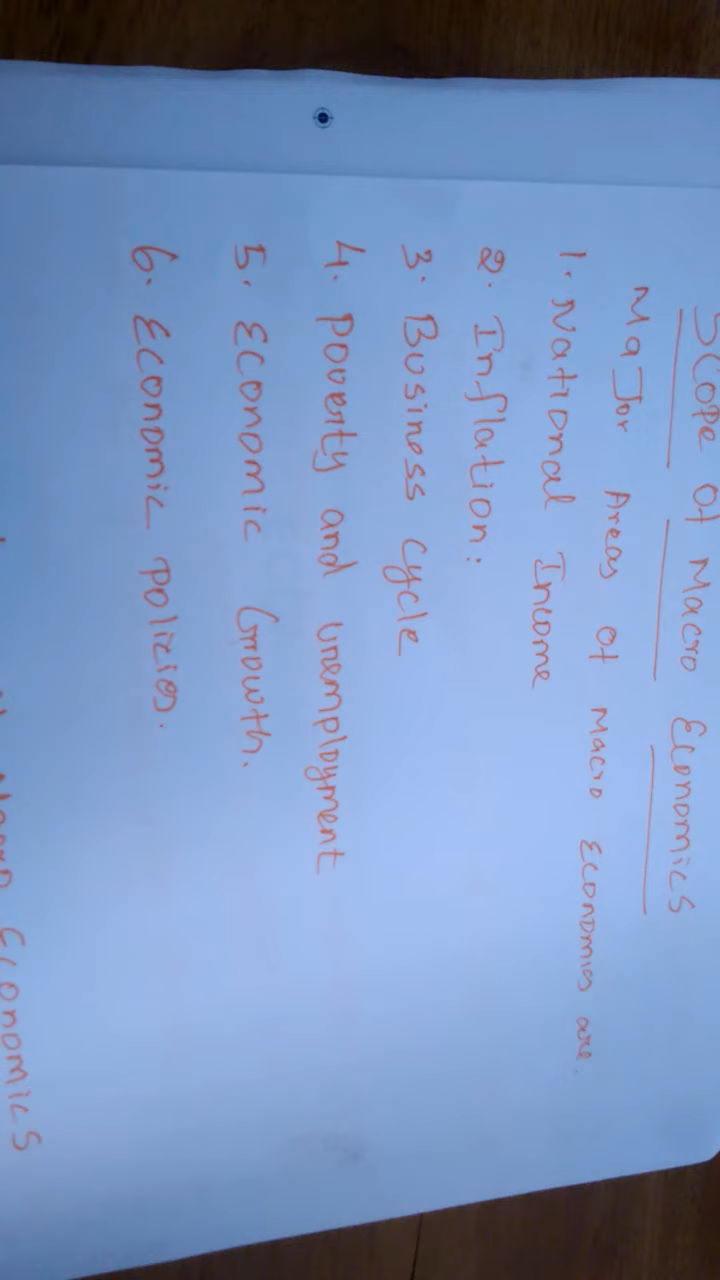 Scope of Macro Economics
Major Areas of Macro Economics are.
1. National Income
2. Inflation:
3. Business cycle
4. Poverty and unemployment
5. Economic Growth.
6. Economic policies.
Economics